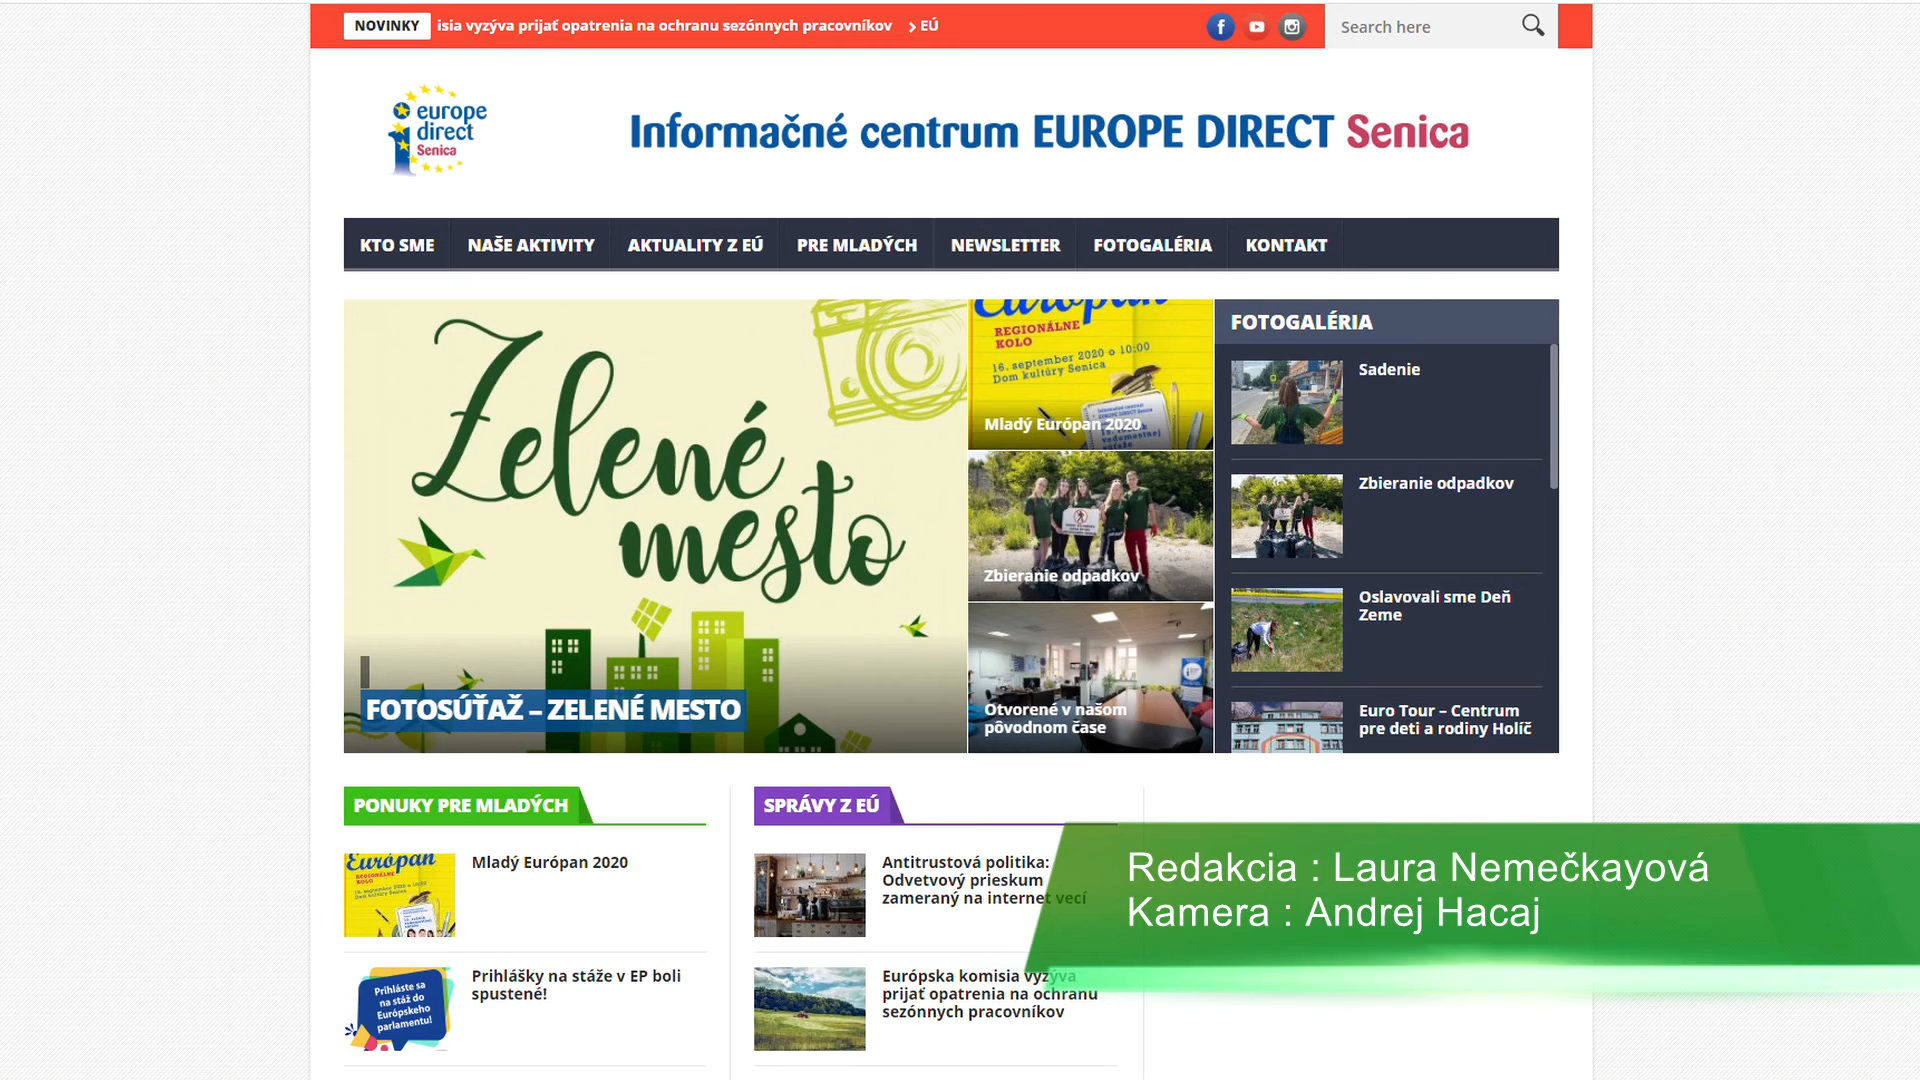 NOVINKY
isia vyzýva prijať opatrenia na ochranu sezónnych pracovníkov
EÚ
Search here
europe
direct
Senica
Informačné centrum EUROPE DIRECT Senica
KTO SME
NAŠE AKTIVITY
AKTUALITY Z EÚ
PRE MLADÝCH
NEWSLETTER
FOTOGALÉRIA
KONTAKT
Zelené
mesto
FOTOSÚŤAŽ – ZELENÉ MESTO
Európan
REGIONÁLNE
KOLO
16. september 2020 o 10:00
Dom kultúry Senica
Mladý Európan 2020
Zbieranie odpadkov
Otvorené v našom
pôvodnom čase
FOTOGALÉRIA
Sadenie
Zbieranie odpadkov
Oslavovali sme Deň
Zeme
Euro Tour – Centrum
pre deti a rodiny Holíč
PONUKY PRE MLADÝCH
Európan
REGIONÁLNE
KOLO
Mladý Európan 2020
Prihláste sa
na stáž do
Európskeho
parlamentu!
Prihlášky na stáže v EP boli
spustené!
SPRÁVY Z EÚ
Antitrustová politika:
Odvetvový prieskum
zameraný na internet vecí
Európska komisia vyzýva
prijať opatrenia na ochranu
sezónnych pracovníkov
Redakcia : Laura Nemečkayová
Kamera : Andrej Hacaj